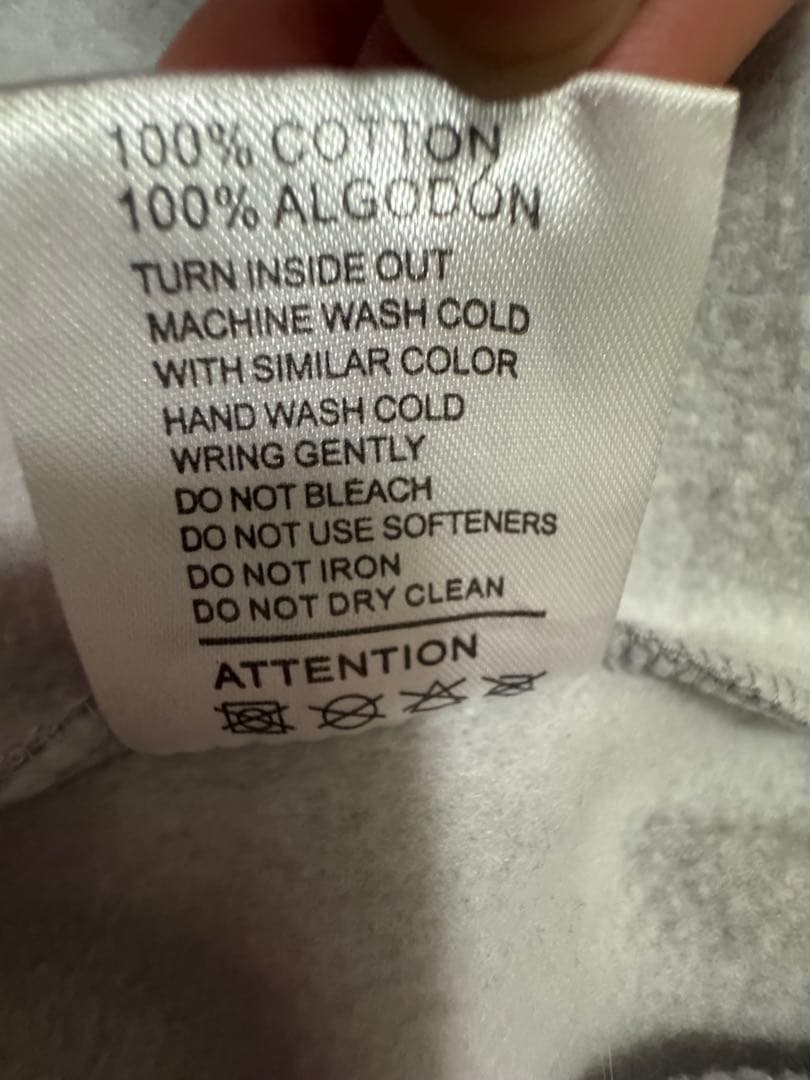 100% COTTON
100% ALGODÓN
TURN INSIDE OUT
MACHINE WASH COLD
WITH SIMILAR COLOR
HAND WASH COLD
WRING GENTLY
DO NOT BLEACH
DO NOT USE SOFTENERS
DO NOT IRON
DO NOT DRY CLEAN
ATTENTION